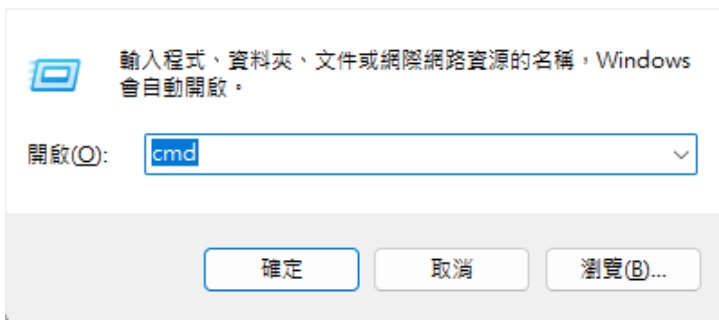 輸入程式、資料夾、文件或網際網路資源的名稱，Windows
會自動開啟。
開啟(O):
cmd
確定
取消
瀏覽(B)...